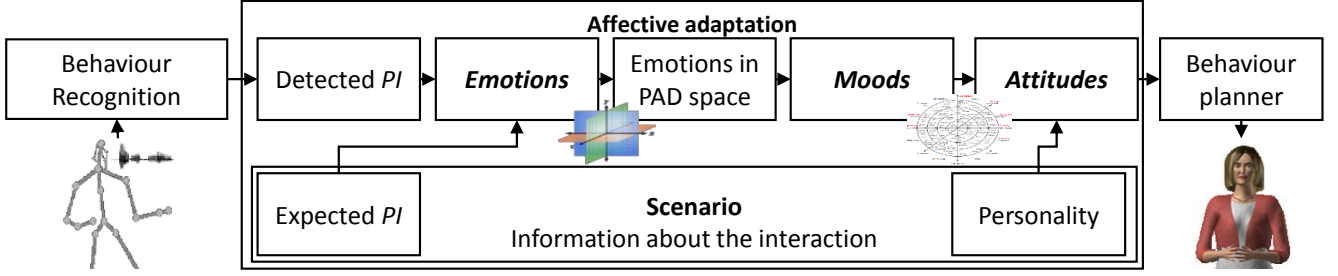 Affective adaptation
Behaviour
Recognition
Detected PI
Emotions
Emotions in
PAD space
Moods
Attitudes
Behaviour
planner
Expected PI
Scenario
Information about the interaction
Personality